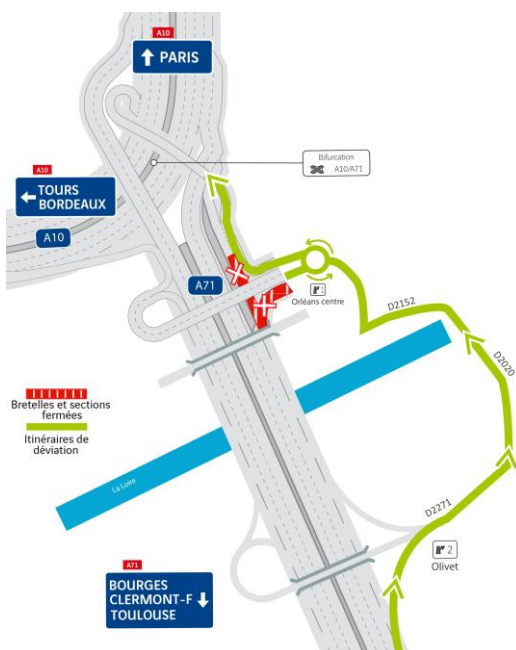 A10
PARIS
Bifurcation
A10/A71
A10
TOURS
BORDEAUX
A10
A71
1
Orléans centre
D2152
D2020
Bretelles et sections
fermées
Itinéraires de
déviation
La Loire
D2271
2
Olivet
A71
BOURGES
CLERMONT-F
TOULOUSE